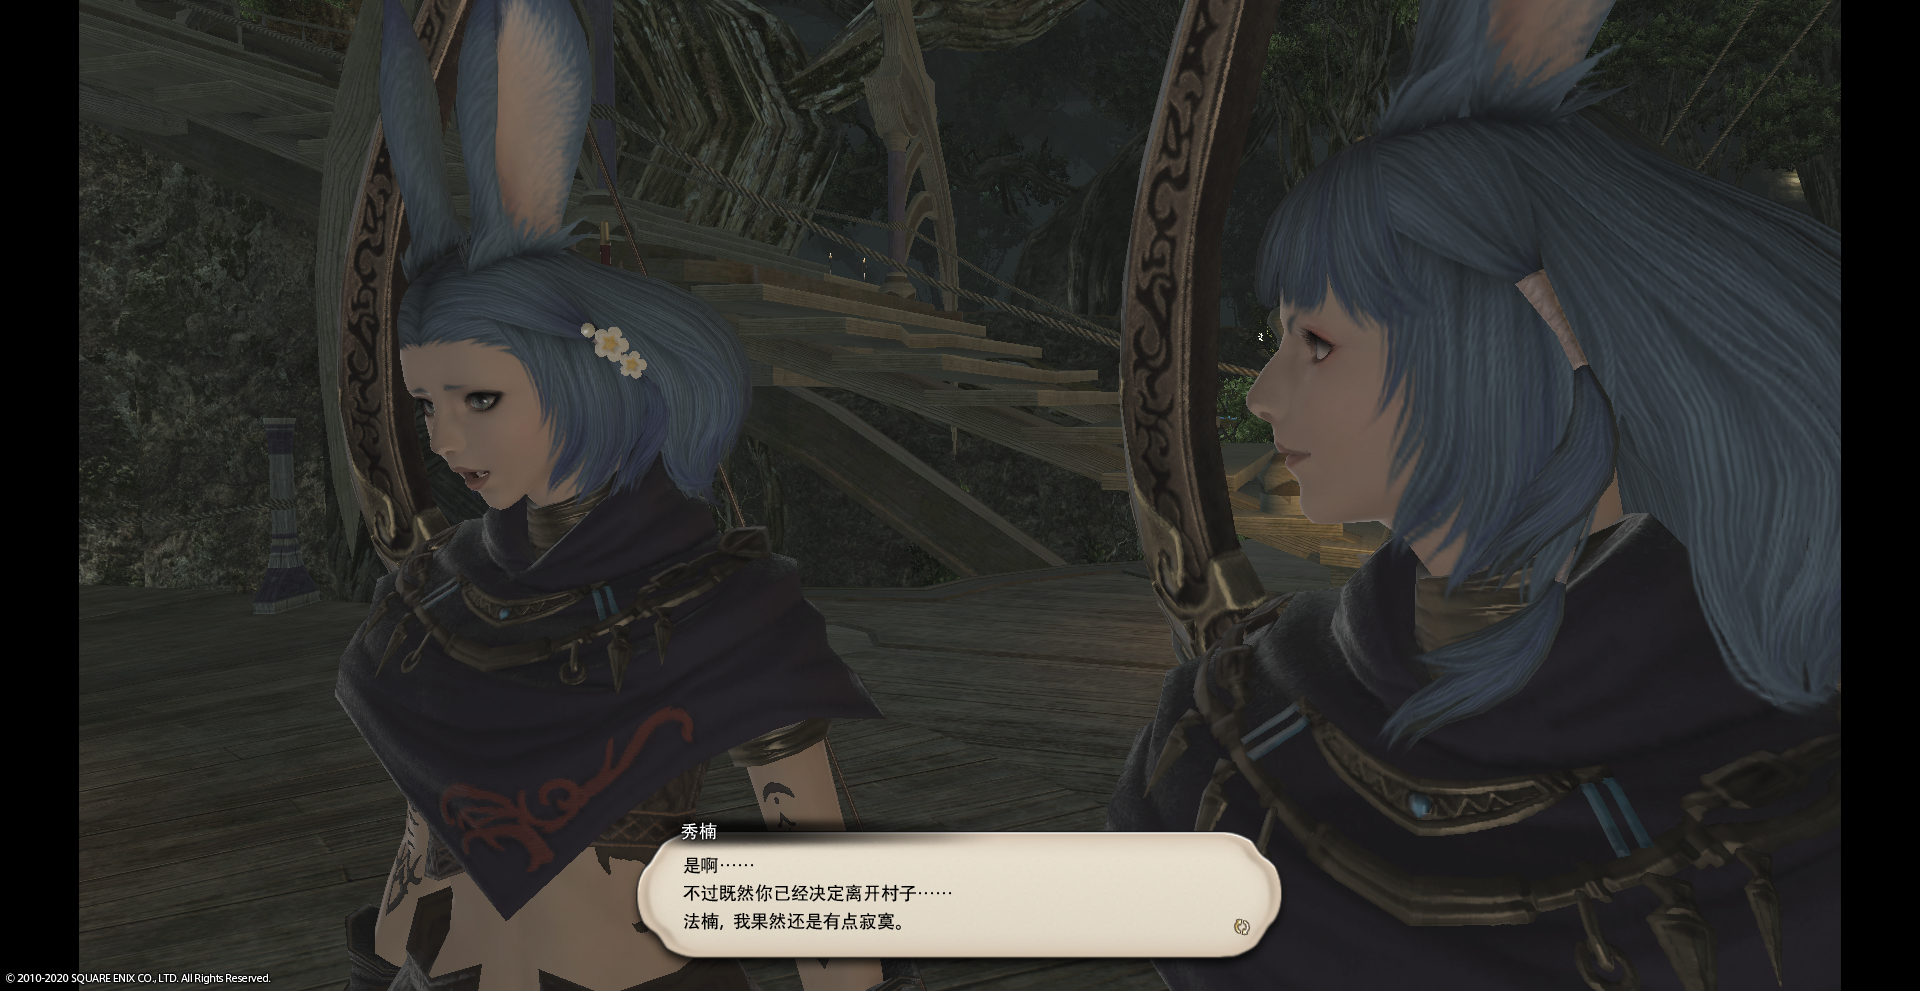 秀楠
是啊……
不过既然你已经决定离开村子……
法楠，我果然还是有点寂寞。
© 2010-2020 SQUARE ENIX CO., LTD. All Rights Reserved.